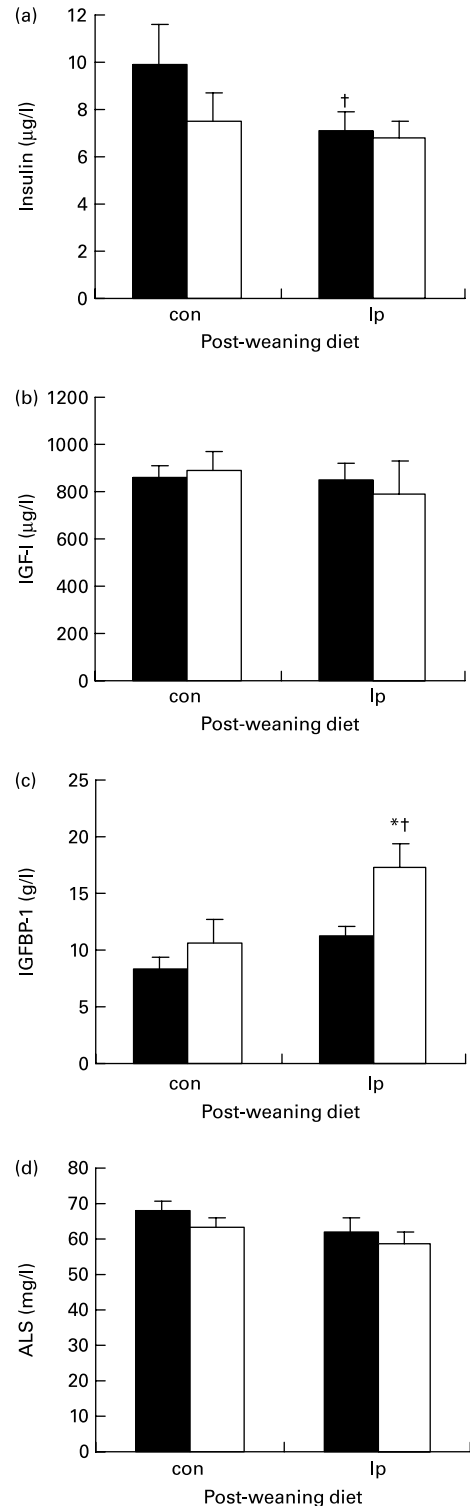 (a)
12
10
8
6
4
2
0
Insulin (µg/l)
†
con
lp
Post-weaning diet
(b)
1200
1000
800
600
400
200
0
IGF-I (µg/l)
con
lp
Post-weaning diet
(c)
25
20
15
10
5
0
IGFBP-1 (g/l)
*†
con
lp
Post-weaning diet
(d)
80
70
60
50
40
30
20
10
0
ALS (mg/l)
con
lp
Post-weaning diet